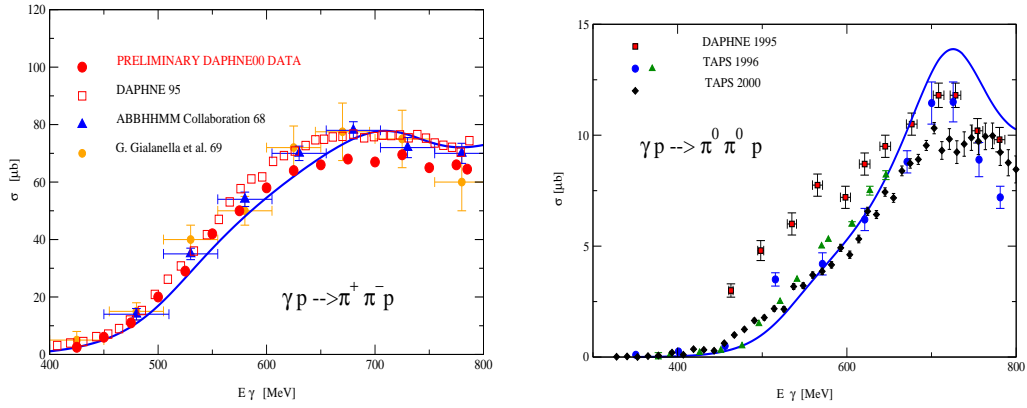 120
100
80
60
40
20
0
400
500
600
700
800
σ [μb]
E γ [MeV]
PRELIMINARY DAPHNE00 DATA
DAPHNE 95
ABBHHMM Collaboration 68
G. Gialanella et al. 69
γ p -->π⁺ π⁻p
15
10
5
0
400
600
800
σ [μb]
E γ [MeV]
DAPHNE 1995
TAPS 1996
TAPS 2000
γ p --> π⁰ π⁰ p